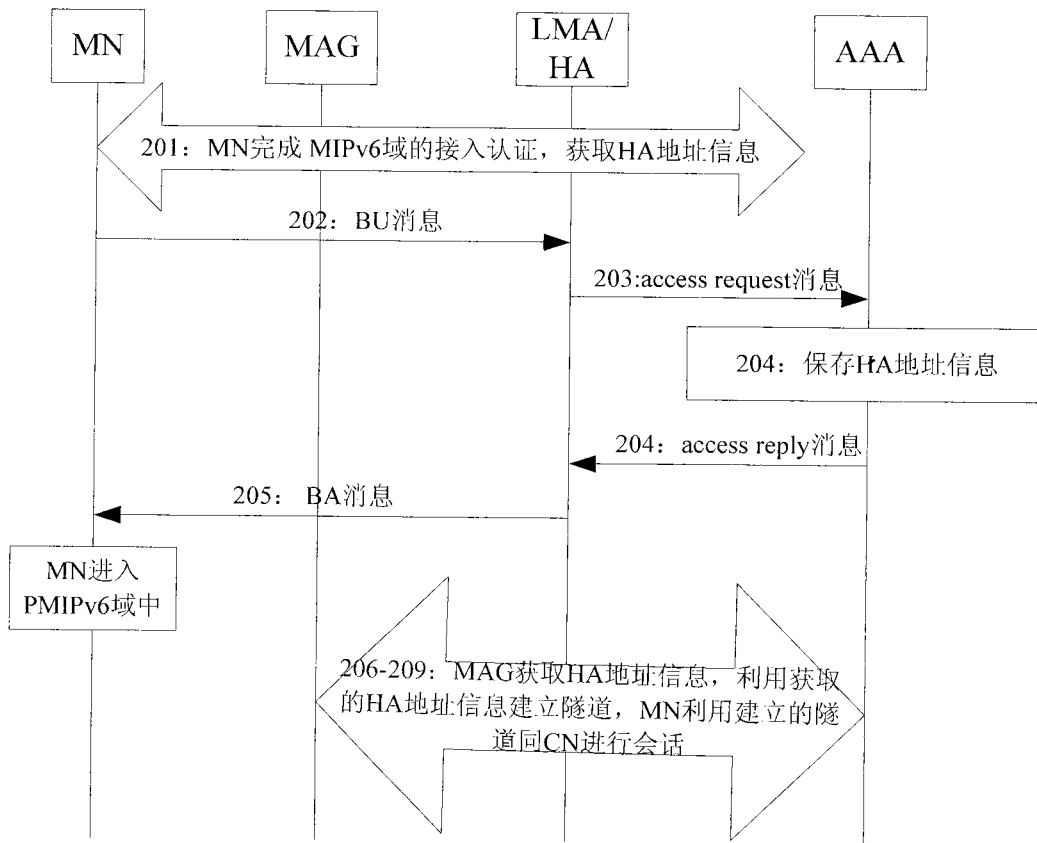 MN
MAG
LMA/
HA
AAA
201：MN完成 MIPv6域的接入认证，获取HA地址信息
202：BU消息
203:access request消息
204：保存HA地址信息
204：access reply消息
205： BA消息
MN进入
PMIPv6域中
206-209：MAG获取HA地址信息，利用获取
的HA地址信息建立隧道，MN利用建立的隧
道同CN进行会话